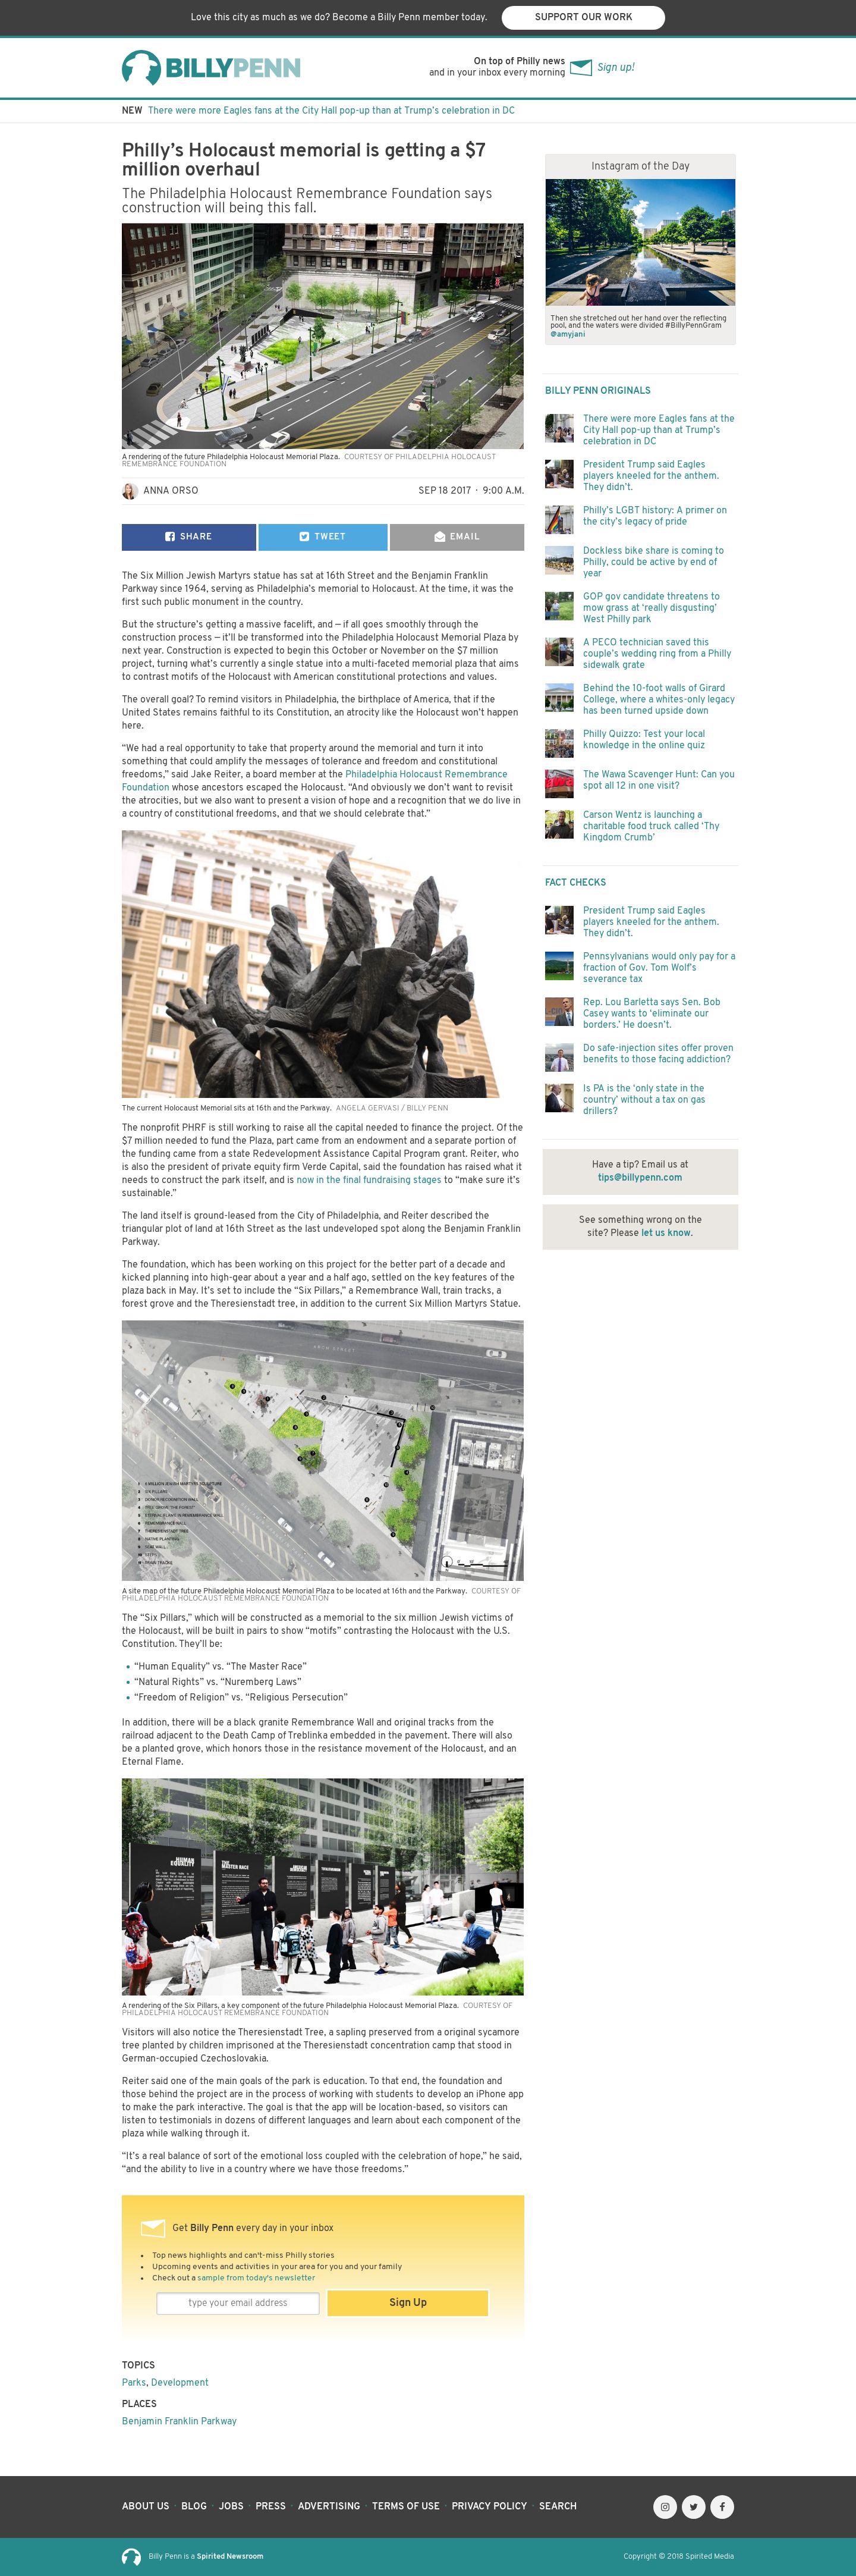 Love this city as much as we do? Become a Billy Penn member today.
SUPPORT OUR WORK
BILLYPENN
On top of Philly news
and in your inbox every morning
Sign up!
NEW There were more Eagles fans at the City Hall pop-up than at Trump’s celebration in DC
Philly’s Holocaust memorial is getting a $7
million overhaul
The Philadelphia Holocaust Remembrance Foundation says
construction will being this fall.
A rendering of the future Philadelphia Holocaust Memorial Plaza. COURTESY OF PHILADELPHIA HOLOCAUST
REMEMBRANCE FOUNDATION
ANNA ORSO
SEP 18 2017 · 9:00 A.M.
SHARE
TWEET
EMAIL
The Six Million Jewish Martyrs statue has sat at 16th Street and the Benjamin Franklin
Parkway since 1964, serving as Philadelphia’s memorial to Holocaust. At the time, it was the
first such public monument in the country.
But the structure’s getting a massive facelift, and — if all goes smoothly through the
construction process — it’ll be transformed into the Philadelphia Holocaust Memorial Plaza by
next year. Construction is expected to begin this October or November on the $7 million
project, turning what’s currently a single statue into a multi-faceted memorial plaza that aims
to contrast motifs of the Holocaust with American constitutional protections and values.
The overall goal? To remind visitors in Philadelphia, the birthplace of America, that if the
United States remains faithful to its Constitution, an atrocity like the Holocaust won’t happen
here.
“We had a real opportunity to take that property around the memorial and turn it into
something that could amplify the messages of tolerance and freedom and constitutional
freedoms,” said Jake Reiter, a board member at the Philadelphia Holocaust Remembrance
Foundation whose ancestors escaped the Holocaust. “And obviously we don’t want to revisit
the atrocities, but we also want to present a vision of hope and a recognition that we do live in
a country of constitutional freedoms, and that we should celebrate that.”
The current Holocaust Memorial sits at 16th and the Parkway. ANGELA GERVASI / BILLY PENN
The nonprofit PHRF is still working to raise all the capital needed to finance the project. Of the
$7 million needed to fund the Plaza, part came from an endowment and a separate portion of
the funding came from a state Redevelopment Assistance Capital Program grant. Reiter, who
is also the president of private equity firm Verde Capital, said the foundation has raised what it
needs to construct the park itself, and is now in the final fundraising stages to “make sure it’s
sustainable.”
The land itself is ground-leased from the City of Philadelphia, and Reiter described the
triangular plot of land at 16th Street as the last undeveloped spot along the Benjamin Franklin
Parkway.
The foundation, which has been working on this project for the better part of a decade and
kicked planning into high-gear about a year and a half ago, settled on the key features of the
plaza back in May. It’s set to include the “Six Pillars,” a Remembrance Wall, train tracks, a
forest grove and the Theresienstadt tree, in addition to the current Six Million Martyrs Statue.
ARCH STREET
SIX PILLARS
REMEMBRANCE WALL
THERESIENSTADT TREE
A site map of the future Philadelphia Holocaust Memorial Plaza to be located at 16th and the Parkway. COURTESY OF
PHILADELPHIA HOLOCAUST REMEMBRANCE FOUNDATION
The “Six Pillars,” which will be constructed as a memorial to the six million Jewish victims of
the Holocaust, will be built in pairs to show “motifs” contrasting the Holocaust with the U.S.
Constitution. They’ll be:
• “Human Equality” vs. “The Master Race”
• “Natural Rights” vs. “Nuremberg Laws”
• “Freedom of Religion” vs. “Religious Persecution”
In addition, there will be a black granite Remembrance Wall and original tracks from the
railroad adjacent to the Death Camp of Treblinka embedded in the pavement. There will also
be a planted grove, which honors those in the resistance movement of the Holocaust, and an
Eternal Flame.
HUMAN
EQUALITY
THE
MASTER RACE
A rendering of the Six Pillars, a key component of the future Philadelphia Holocaust Memorial Plaza. COURTESY OF
PHILADELPHIA HOLOCAUST REMEMBRANCE FOUNDATION
Visitors will also notice the Theresienstadt Tree, a sapling preserved from a original sycamore
tree planted by children imprisoned at the Theresienstadt concentration camp that stood in
German-occupied Czechoslovakia.
Reiter said one of the main goals of the park is education. To that end, the foundation and
those behind the project are in the process of working with students to develop an iPhone app
to make the park interactive. The goal is that the app will be location-based, so visitors can
listen to testimonials in dozens of different languages and learn about each component of the
plaza while walking through it.
“It’s a real balance of sort of the emotional loss coupled with the celebration of hope,” he said,
“and the ability to live in a country where we have those freedoms.”
Get Billy Penn every day in your inbox
• Top news highlights and can't-miss Philly stories
• Upcoming events and activities in your area for you and your family
• Check out a sample from today's newsletter
type your email address
Sign Up
TOPICS
Parks, Development
PLACES
Benjamin Franklin Parkway
Instagram of the Day
Then she stretched out her hand over the reflecting
pool, and the waters were divided #BillyPennGram
@amyjani
BILLY PENN ORIGINALS
There were more Eagles fans at the
City Hall pop-up than at Trump’s
celebration in DC
President Trump said Eagles
players kneeled for the anthem.
They didn’t.
Philly’s LGBT history: A primer on
the city’s legacy of pride
Dockless bike share is coming to
Philly, could be active by end of
year
GOP gov candidate threatens to
mow grass at ‘really disgusting’
West Philly park
A PECO technician saved this
couple’s wedding ring from a Philly
sidewalk grate
Behind the 10-foot walls of Girard
College, where a whites-only legacy
has been turned upside down
Philly Quizzo: Test your local
knowledge in the online quiz
The Wawa Scavenger Hunt: Can you
spot all 12 in one visit?
Carson Wentz is launching a
charitable food truck called ‘Thy
Kingdom Crumb’
FACT CHECKS
President Trump said Eagles
players kneeled for the anthem.
They didn’t.
Pennsylvanians would only pay for a
fraction of Gov. Tom Wolf’s
severance tax
Rep. Lou Barletta says Sen. Bob
Casey wants to ‘eliminate our
borders.’ He doesn’t.
Do safe-injection sites offer proven
benefits to those facing addiction?
Is PA is the ‘only state in the
country’ without a tax on gas
drillers?
Have a tip? Email us at
tips@billypenn.com
See something wrong on the
site? Please let us know.
ABOUT US · BLOG · JOBS · PRESS · ADVERTISING · TERMS OF USE · PRIVACY POLICY · SEARCH
Billy Penn is a Spirited Newsroom
Copyright © 2018 Spirited Media